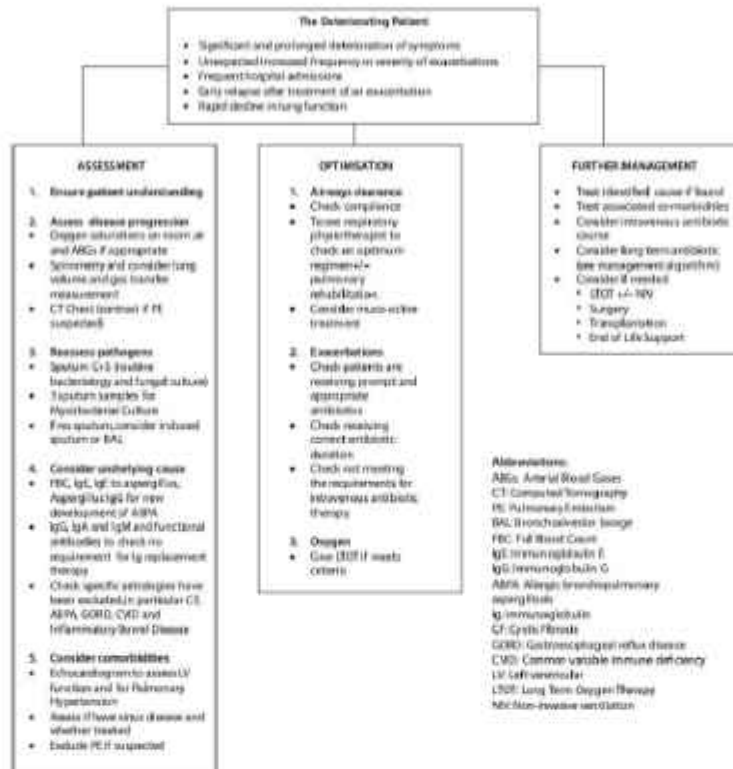 The Deteriorating Patient
• Significant and prolonged deterioration of symptoms
• Unexpected increased frequency or severity of exacerbations
• Frequent hospital admissions
• Early relapse after treatment of an exacerbation
• Rapid decline in lung function
ASSESSMENT
1. Ensure patient understanding
2. Assess disease progression
• Oxygen saturations on room air
and ABGs if appropriate
• Spirometry and consider lung
volume and gas transfer
measurement
• CT Chest (contrast if PE
suspected)
3. Reassess pathogens
• Sputum C+S (routine
bacteriology and fungal culture)
• 3 sputum samples for
Mycobacterial Culture
• If no sputum, consider induced
sputum or BAL
4. Consider underlying cause
• FBC, IgE, IgE to aspergillus,
Aspergillus IgG for new
development of ABPA
• IgG, IgA and IgM and functional
antibodies to check no
requirement for Ig replacement
therapy
• Check specific aetiologies have
been excluded, in particular CF,
ABPA, GORD, CVID and
Inflammatory Bowel Disease
5. Consider comorbidities
• Echocardiogram to assess LV
function and for Pulmonary
Hypertension
• Assess if have sinus disease and
whether treated
• Exclude PE if suspected
OPTIMISATION
1. Airways clearance
• Check compliance
• To see respiratory
physiotherapist to
check on optimum
regimen +/-
pulmonary
rehabilitation
• Consider muco-active
treatment
2. Exacerbations
• Check patients are
receiving prompt and
appropriate
antibiotics
• Check receiving
correct antibiotic
duration
• Check not meeting
the requirements for
intravenous antibiotic
therapy
3. Oxygen
• Give LTOT if meets
criteria
FURTHER MANAGEMENT
• Treat identified cause if found
• Treat associated co-morbidities
• Consider intravenous antibiotic
course
• Consider long term antibiotic
(see management algorithm)
• Consider if needed
* LTOT +/- NIV
* Surgery
* Transplantation
* End of Life Support
Abbreviations:
ABGs: Arterial Blood Gases
CT: Computed Tomography
PE: Pulmonary Embolism
BAL: Bronchoalveolar lavage
FBC: Full Blood Count
IgE: Immunoglobulin E
IgG: Immunoglobulin G
ABPA: Allergic bronchopulmonary
aspergillosis
Ig: Immunoglobulin
CF: Cystic Fibrosis
GORD: Gastroesophageal reflux disease
CVID: Common variable immune deficiency
LV: Left ventricular
LTOT: Long Term Oxygen Therapy
NIV: Non-invasive ventilation